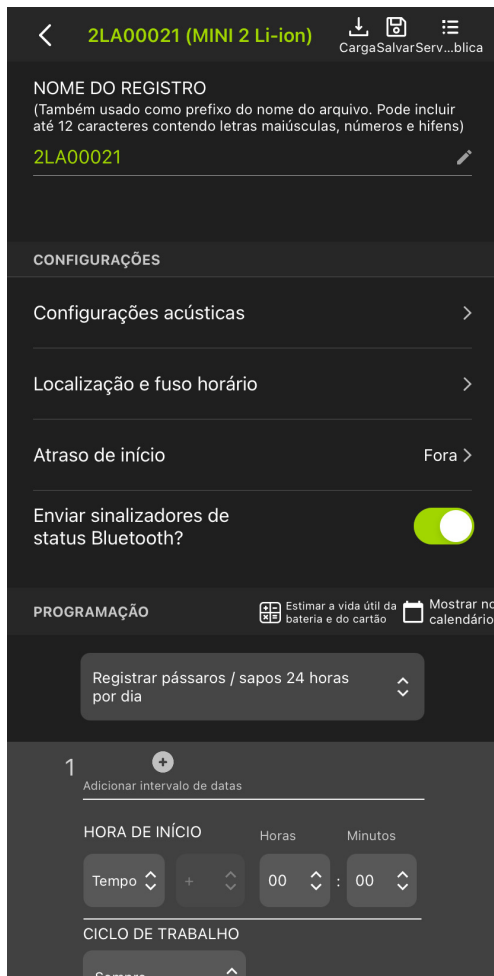 2LA00021 (MINI 2 Li-ion)
CargaSalvarServ...blica
NOME DO REGISTRO
(Também usado como prefixo do nome do arquivo. Pode incluir
até 12 caracteres contendo letras maiúsculas, números e hifens)
2LA00021
CONFIGURAÇÕES
Configurações acústicas
Localização e fuso horário
Atraso de início Fora
Enviar sinalizadores de
status Bluetooth?
PROGRAMAÇÃO
Estimar a vida útil da
bateria e do cartão
Mostrar no
calendário
Registrar pássaros / sapos 24 horas
por dia
1
Adicionar intervalo de datas
HORA DE INÍCIO Horas Minutos
Tempo + 00 : 00
CICLO DE TRABALHO
Sempre